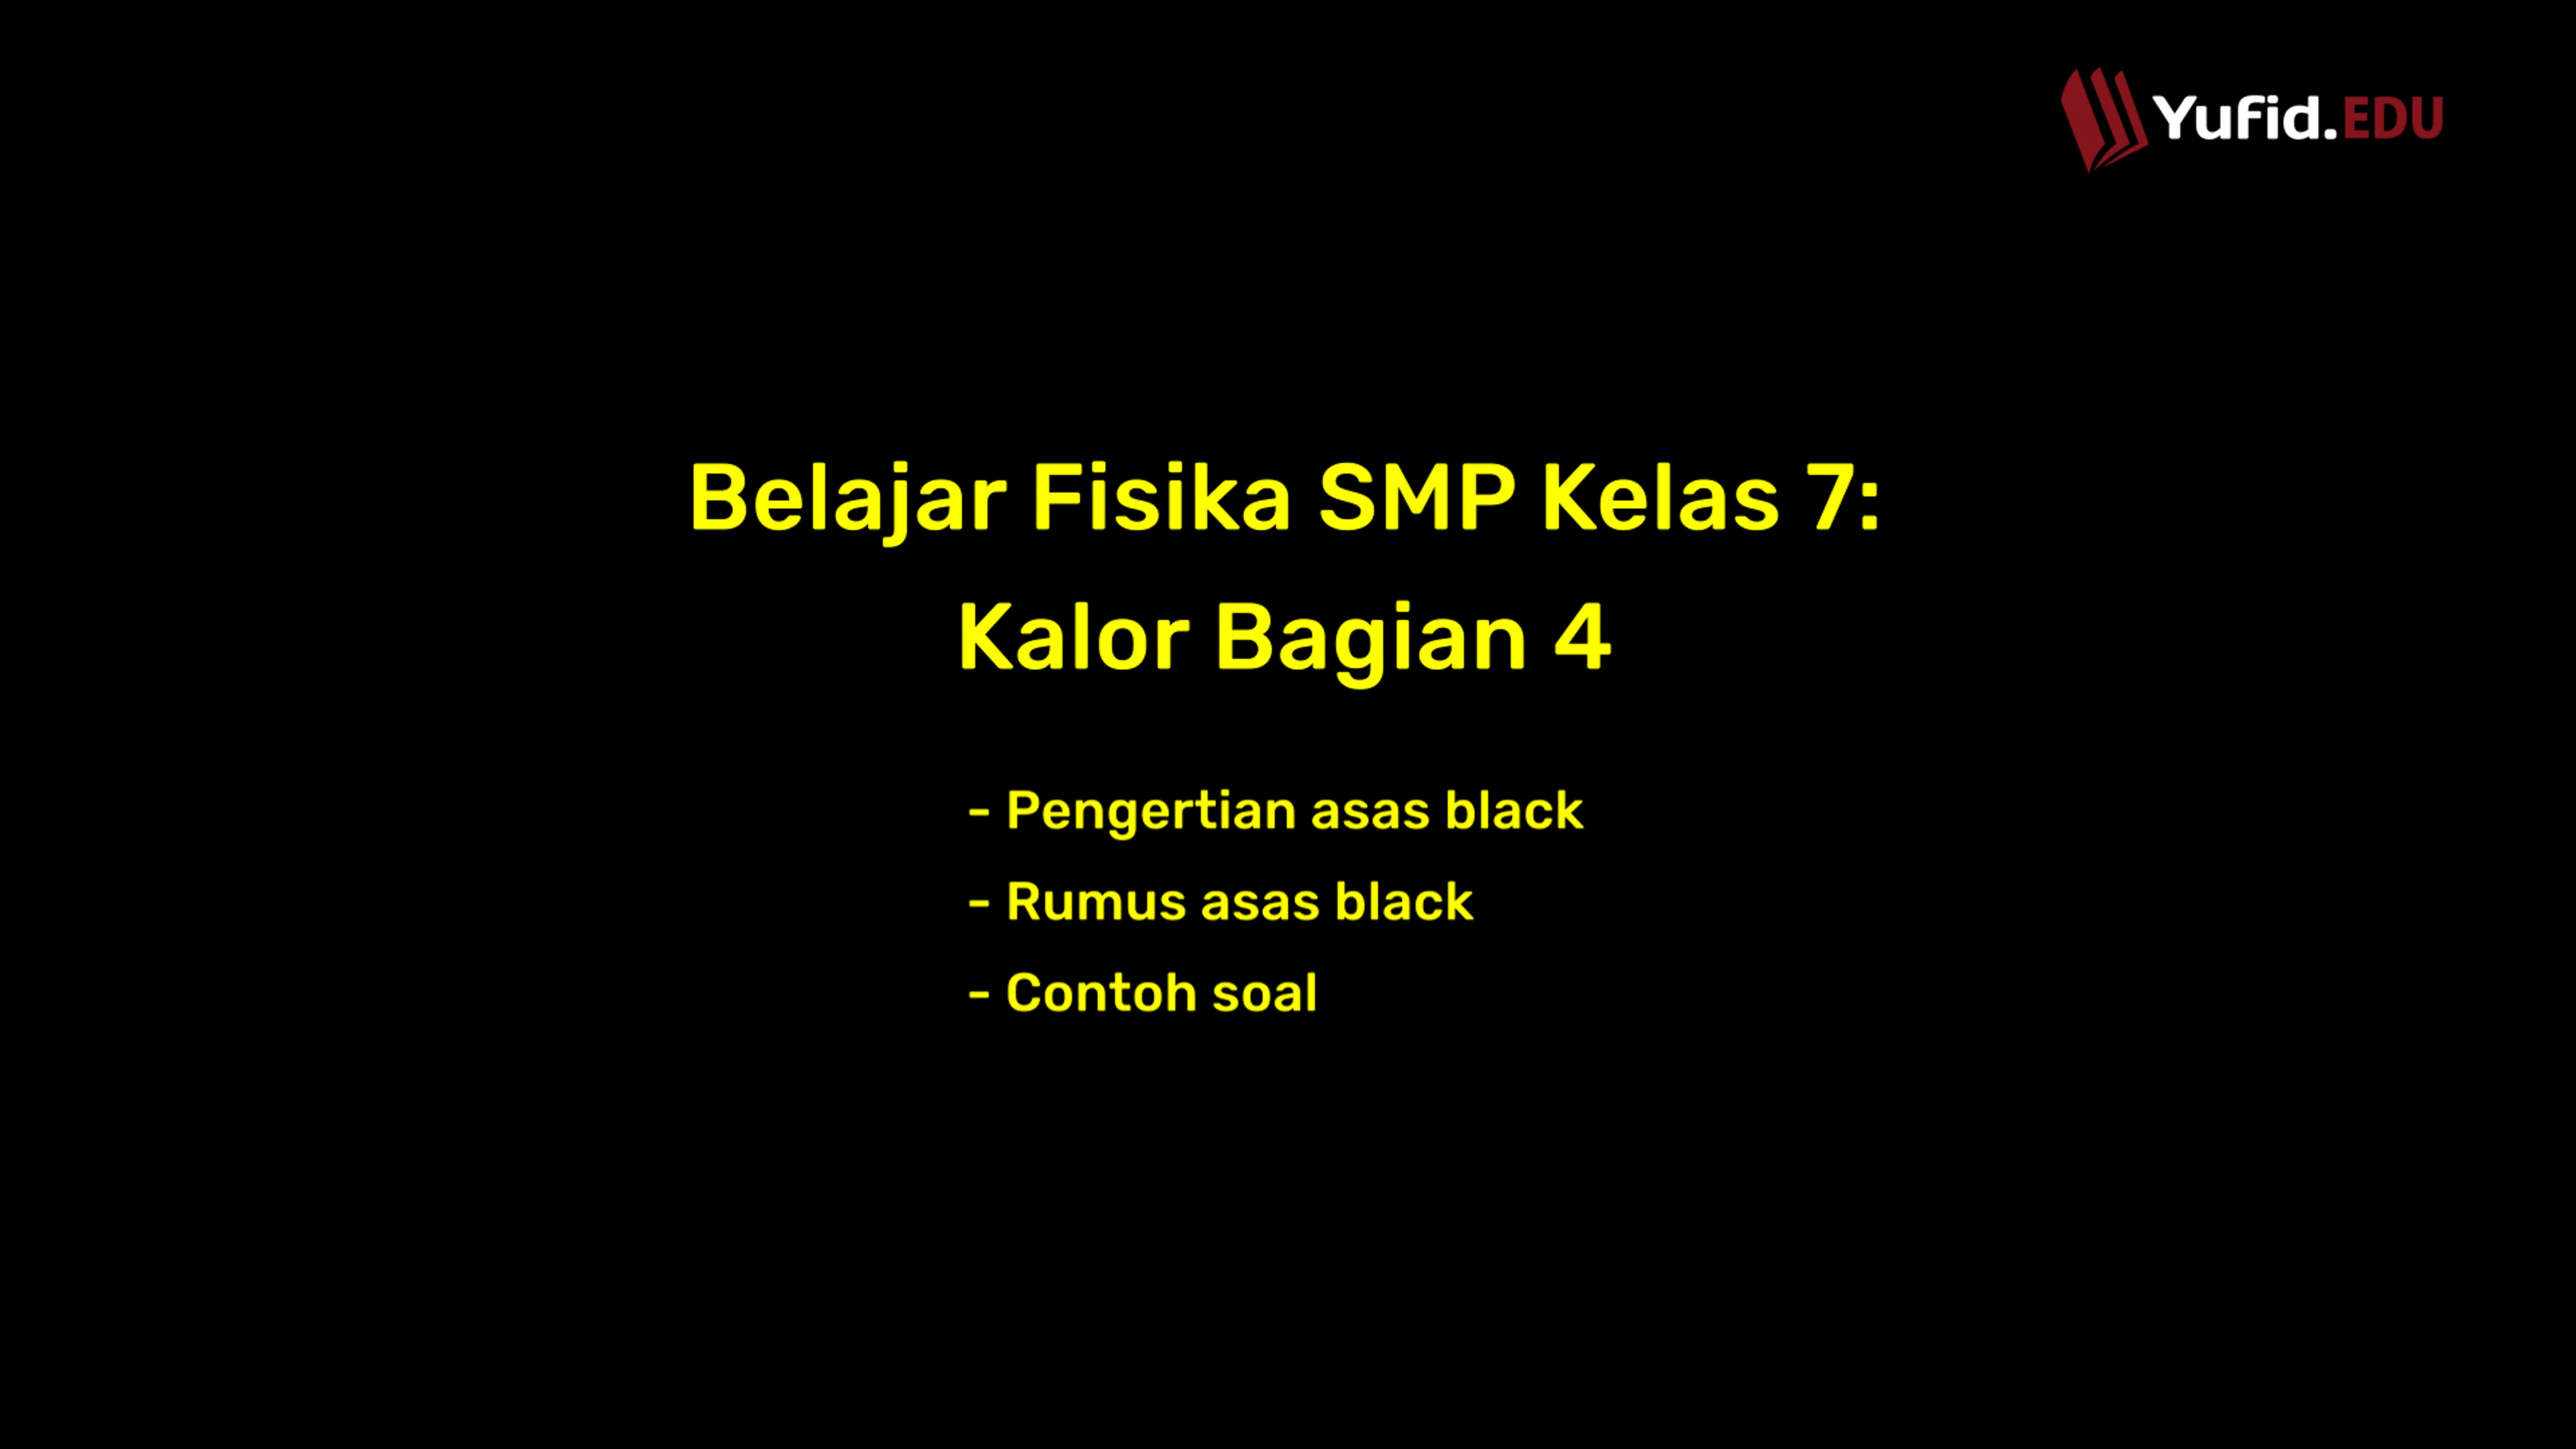 Yufid.EDU
Belajar Fisika SMP Kelas 7:
Kalor Bagian 4
- Pengertian asas black
- Rumus asas black
- Contoh soal